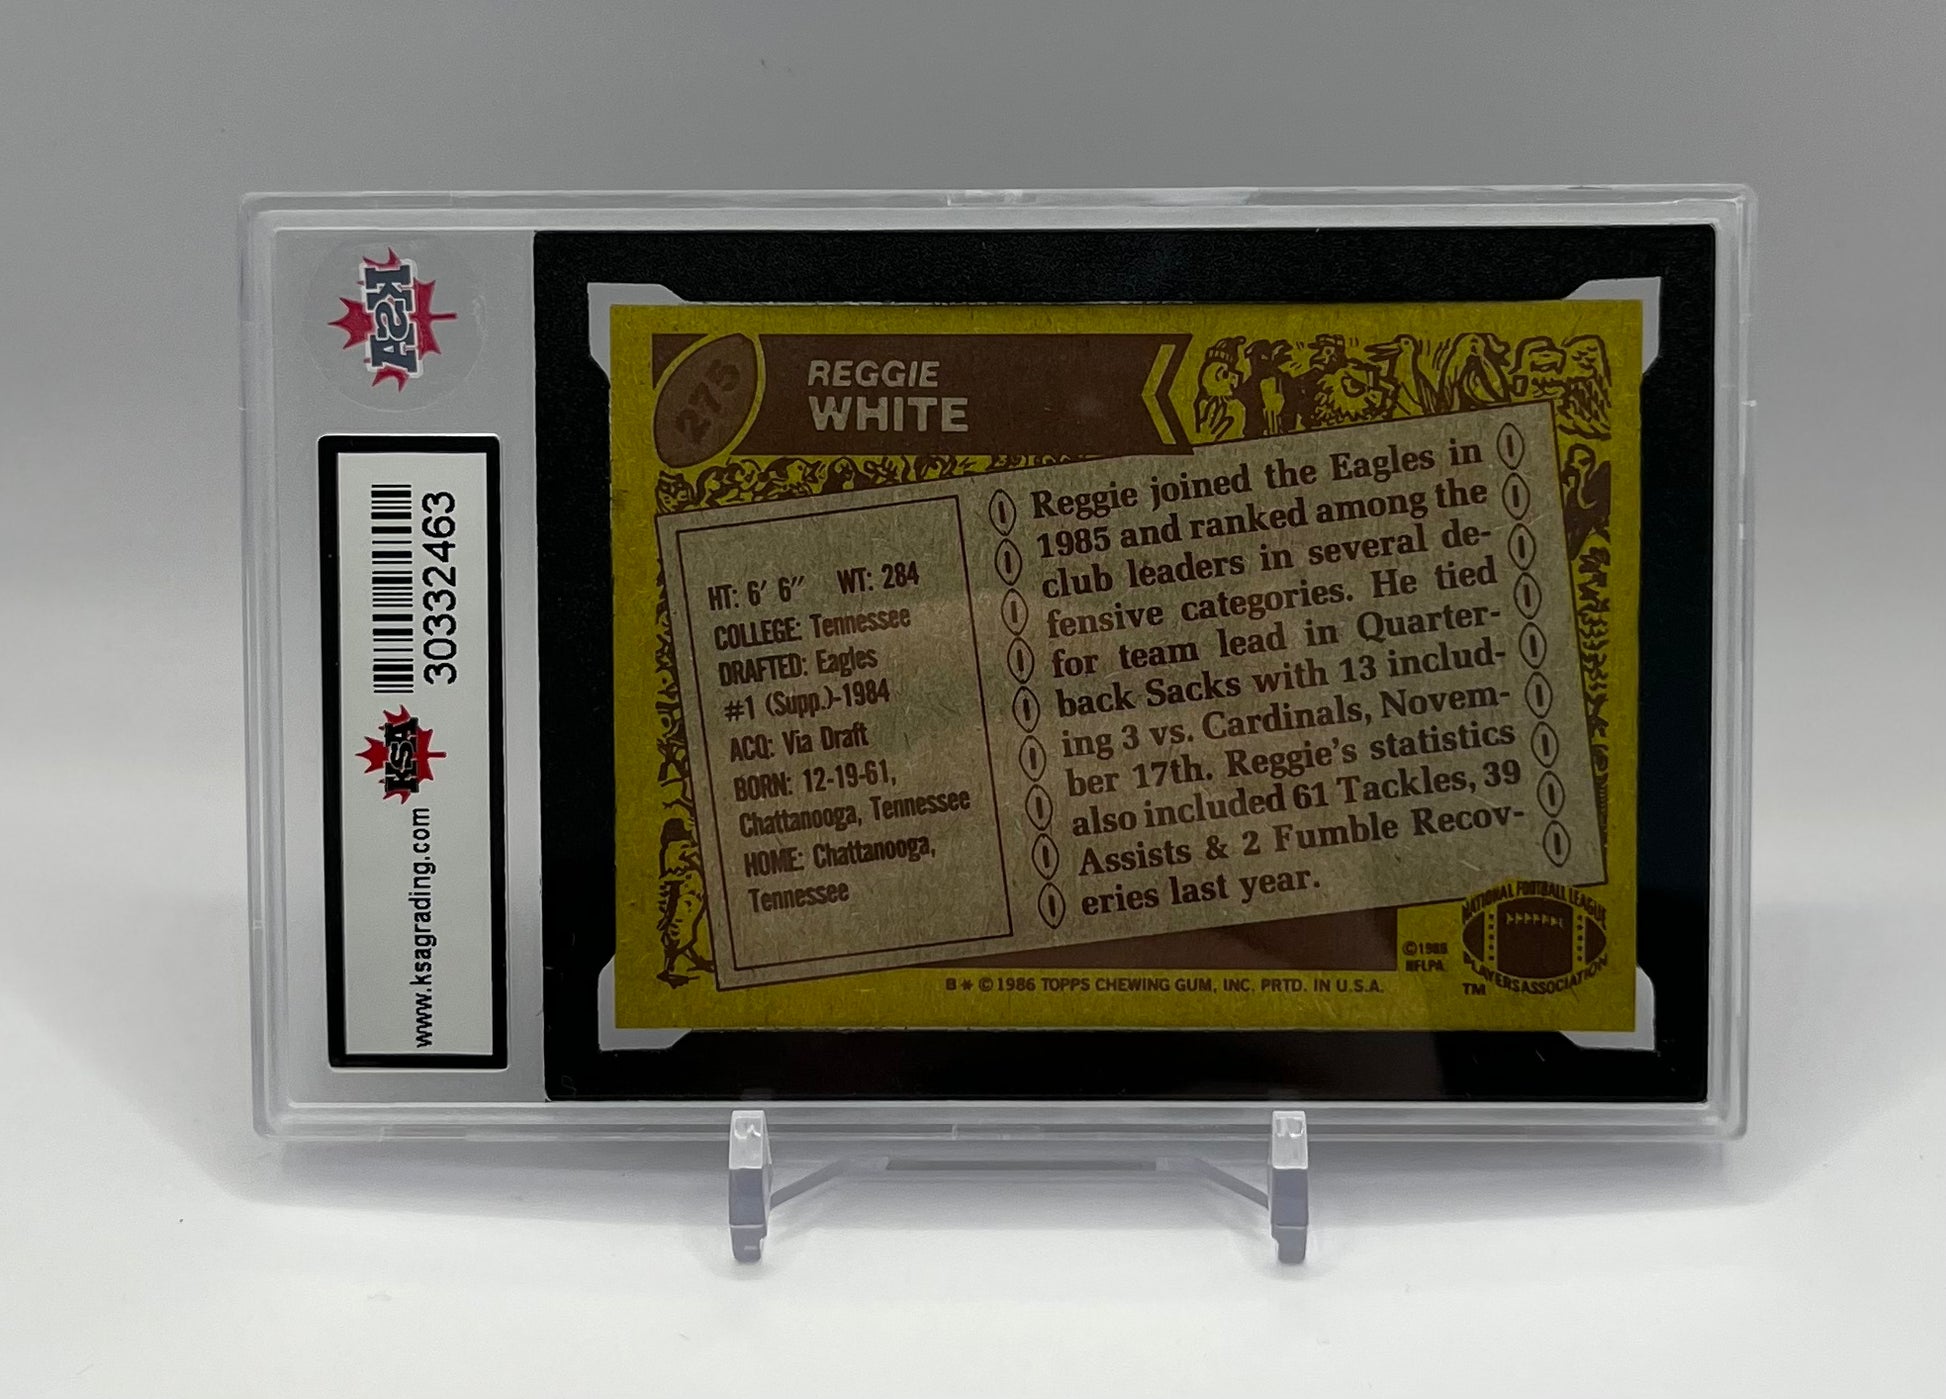 KSA
30332463
KSA
www.ksagrading.com
275
REGGIE
WHITE
HT: 6' 6" WT: 284
COLLEGE: Tennessee
DRAFTED: Eagles
#1 (Supp.)-1984
ACQ: Via Draft
BORN: 12-19-61,
Chattanooga, Tennessee
HOME: Chattanooga,
Tennessee
Reggie joined the Eagles in
1985 and ranked among the
club leaders in several de-
fensive categories. He tied
for team lead in Quarter-
back Sacks with 13 includ-
ing 3 vs. Cardinals, Novem-
ber 17th. Reggie's statistics
also included 61 Tackles, 39
Assists & 2 Fumble Recov-
eries last year.
©1985
NFLPA
NATIONAL FOOTBALL LEAGUE
PLAYERS ASSOCIATION
TM
B * © 1986 TOPPS CHEWING GUM, INC. PRTD. IN U.S.A.